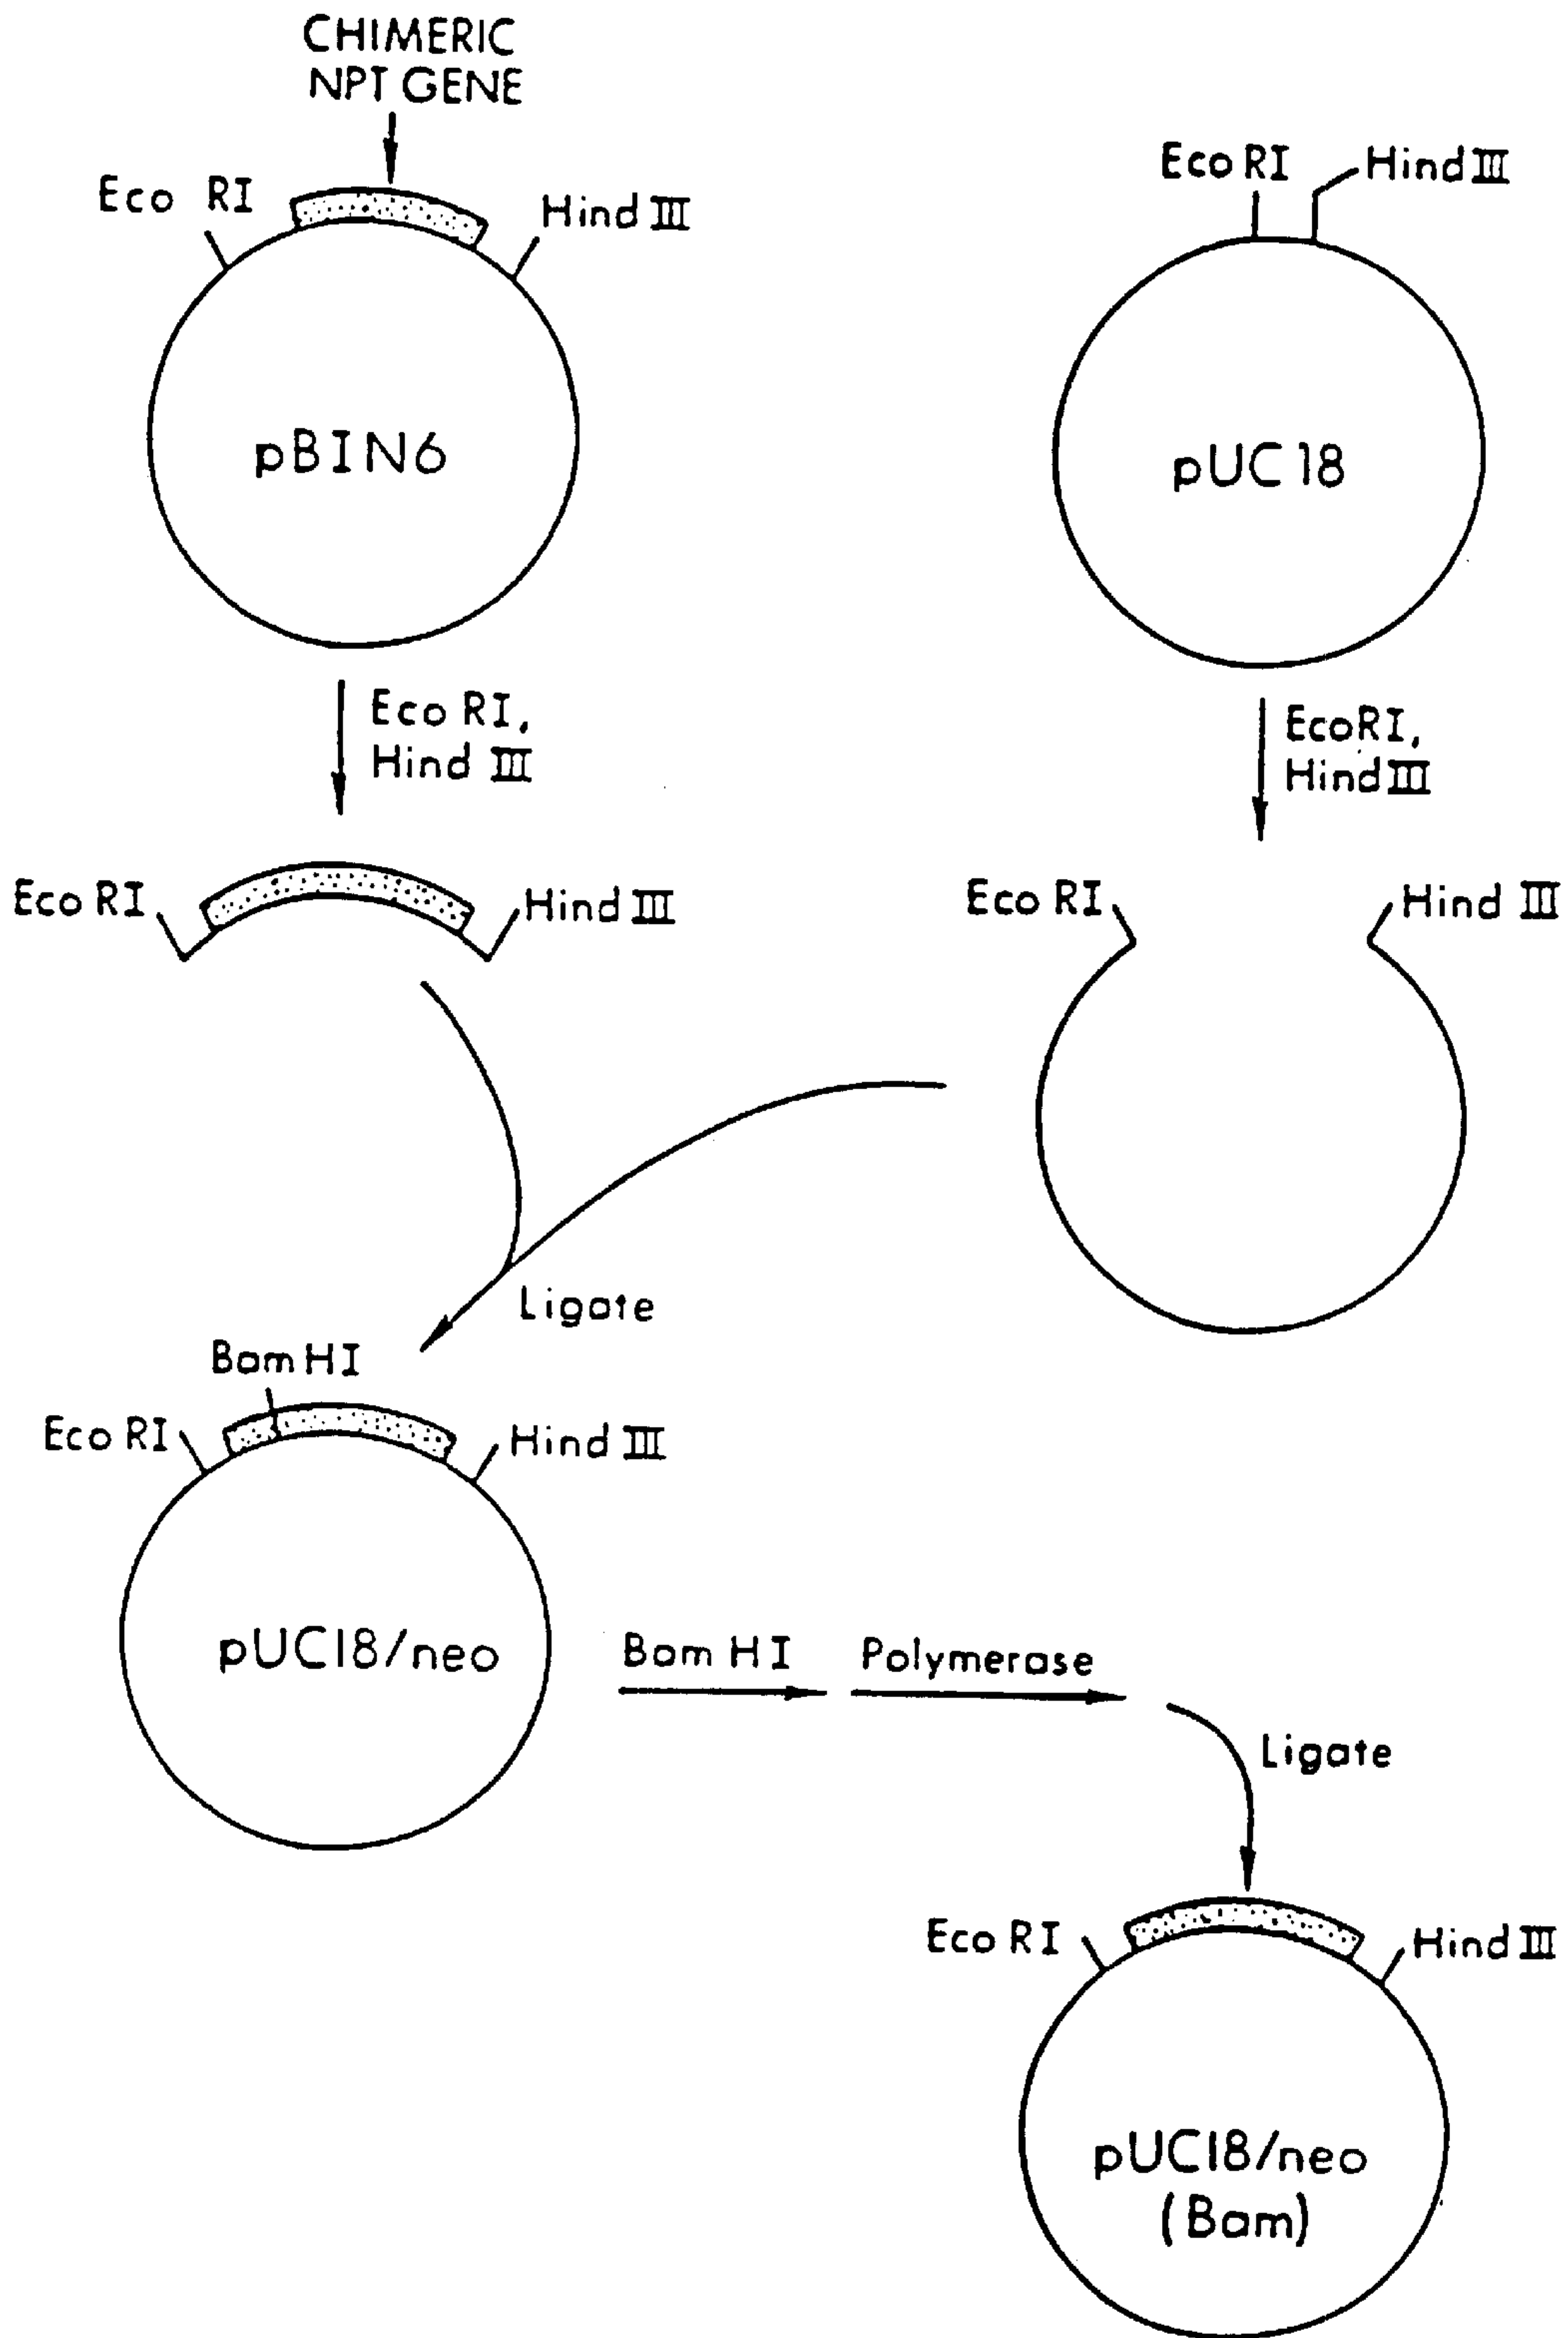 CHIMERIC
NPT GENE
Eco RI
Hind III
pBIN6
Eco RI
Hind III
pUC18
Eco RI,
Hind III
EcoRI,
Hind III
Eco RI
Hind III
Eco RI
Hind III
Ligate
Bam HI
Eco RI
Hind III
pUC18/neo
Bam HI
Polymerase
Ligate
Eco RI
Hind III
pUC18/neo
(Bam)